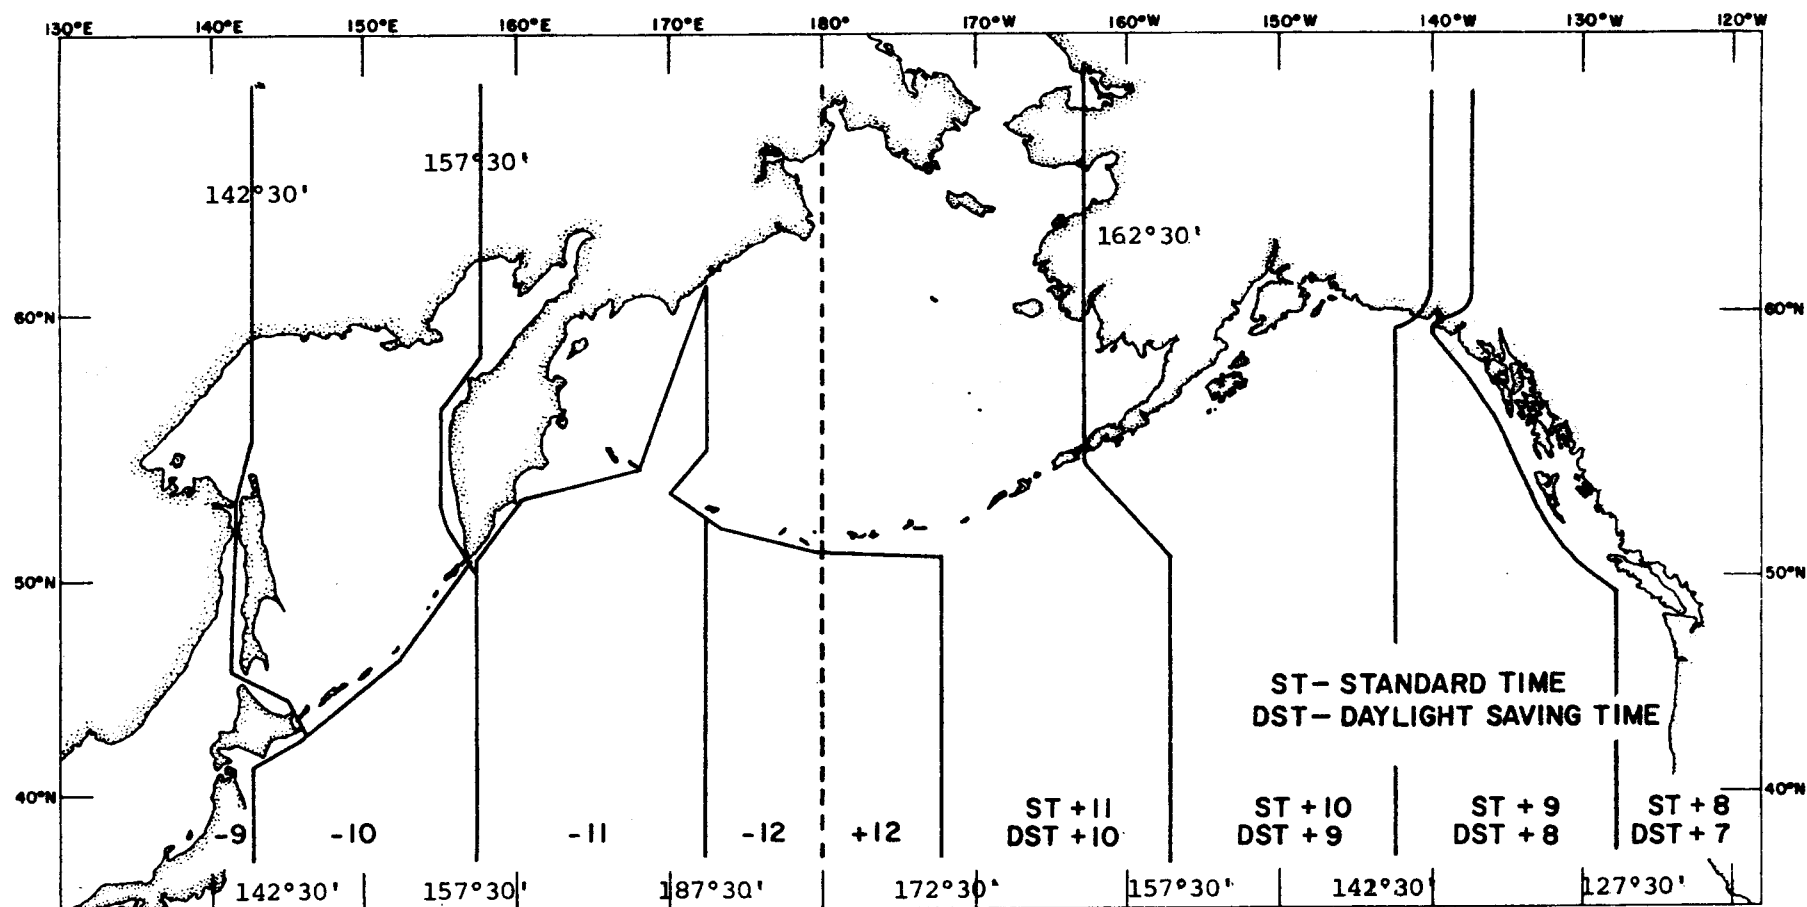 130°E 140°E 150°E 160°E 170°E 180° 170°W 160°W 150°W 140°W 130°W 120°W
157°30'
142°30'
162°30'
60°N 60°N
50°N 50°N
ST – STANDARD TIME
DST – DAYLIGHT SAVING TIME
40°N 40°N
ST +11 ST +10 ST + 9 ST + 8
-9 -10 -11 -12 +12 DST +10 DST +9 DST +8 DST +7
142°30' 157°30' 187°30' 172°30' 157°30' 142°30' 127°30'